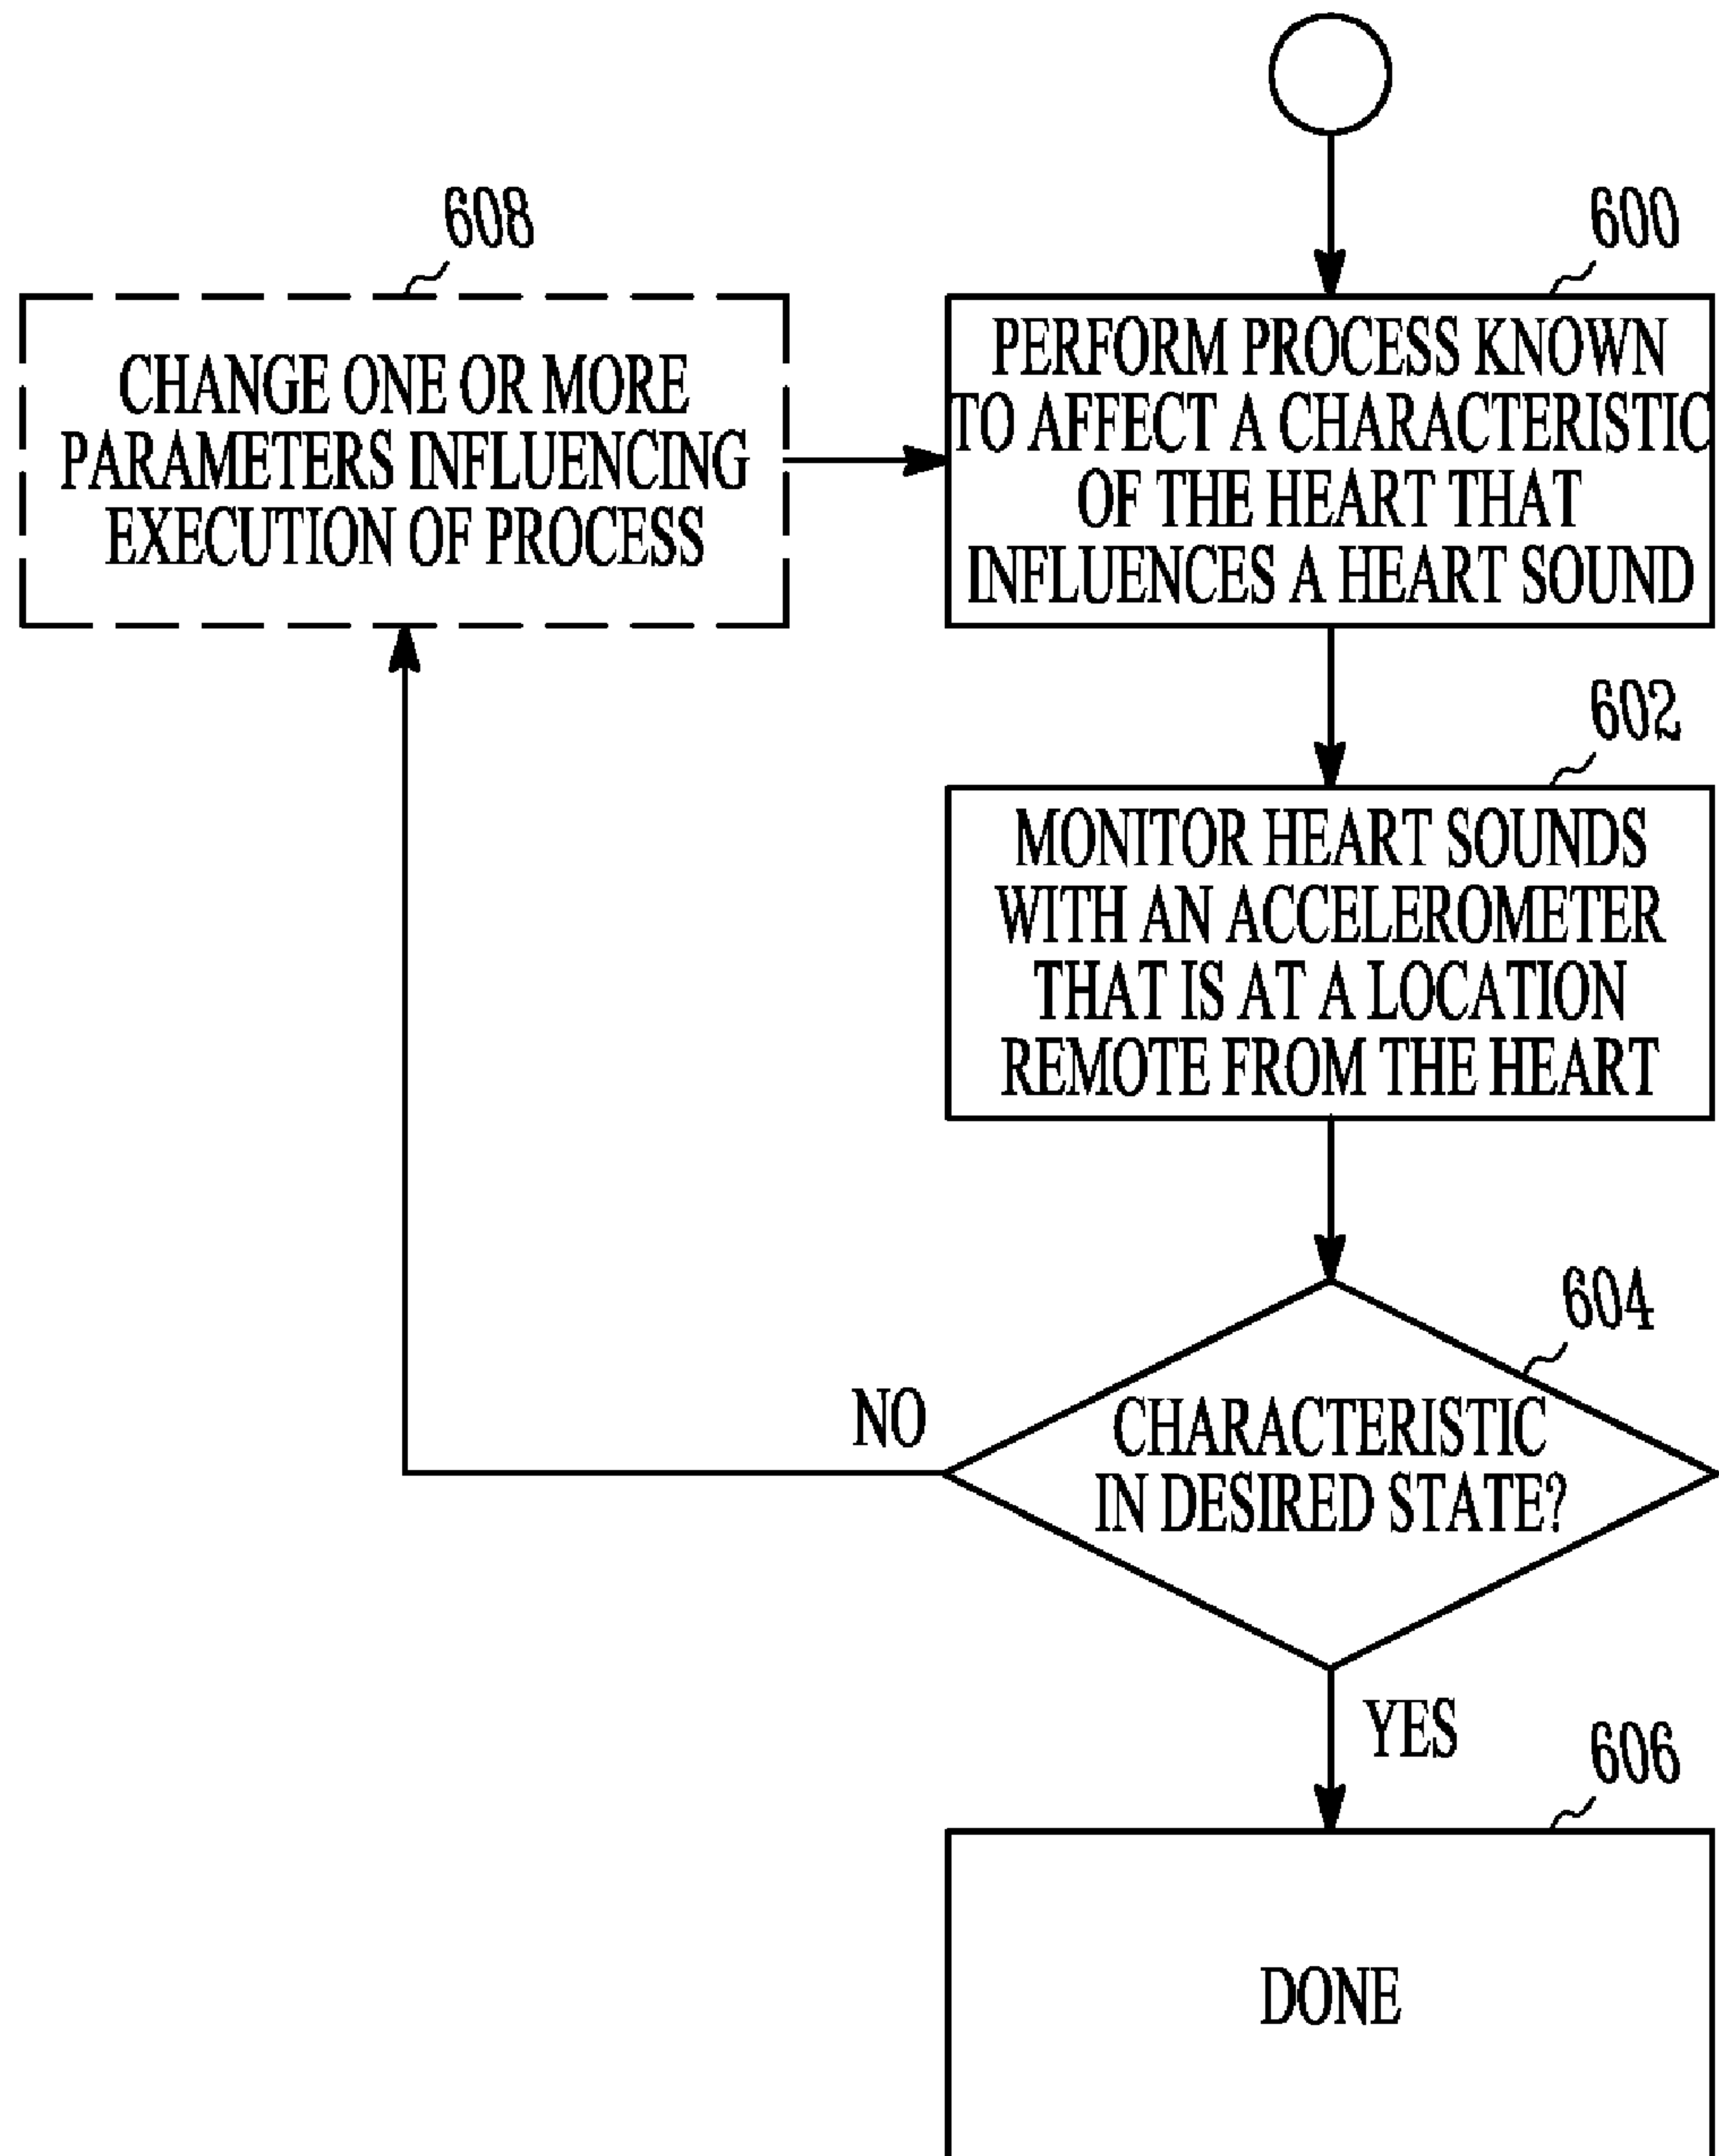 608
CHANGE ONE OR MORE
PARAMETERS INFLUENCING
EXECUTION OF PROCESS
600
PERFORM PROCESS KNOWN
TO AFFECT A CHARACTERISTIC
OF THE HEART THAT
INFLUENCES A HEART SOUND
602
MONITOR HEART SOUNDS
WITH AN ACCELEROMETER
THAT IS AT A LOCATION
REMOTE FROM THE HEART
604
CHARACTERISTIC
IN DESIRED STATE?
NO
YES
606
DONE